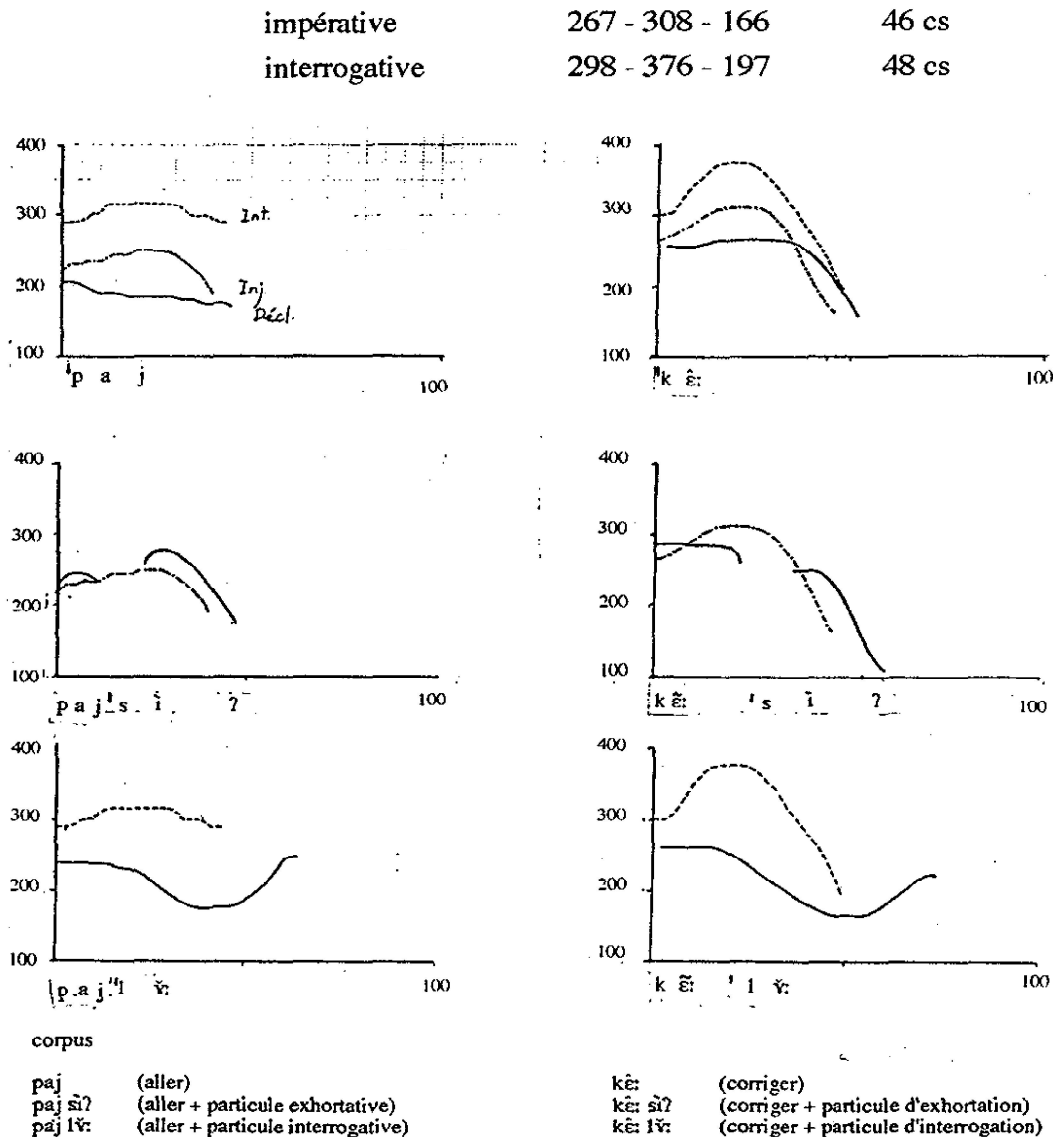 impérative 267 - 308 - 166 46 cs
interrogative 298 - 376 - 197 48 cs
400
300
200
100
Int.
Inj
Décl.
100
p a j
400
300
200
100
100
k ɛ̂:
400
300
200
100
100
p a j s ì ?
400
300
200
100
100
k ɛ̃: s ì ?
400
300
200
100
100
p a j l ɤ̌:
400
300
200
100
100
k ɛ̃: l ɤ̌:
corpus
paj (aller)
paj sì? (aller + particule exhortative)
paj lɤ̌: (aller + particule interrogative)
kɛ̂: (corriger)
kɛ̂: sì? (corriger + particule d'exhortation)
kɛ̂: lɤ̌: (corriger + particule d'interrogation)